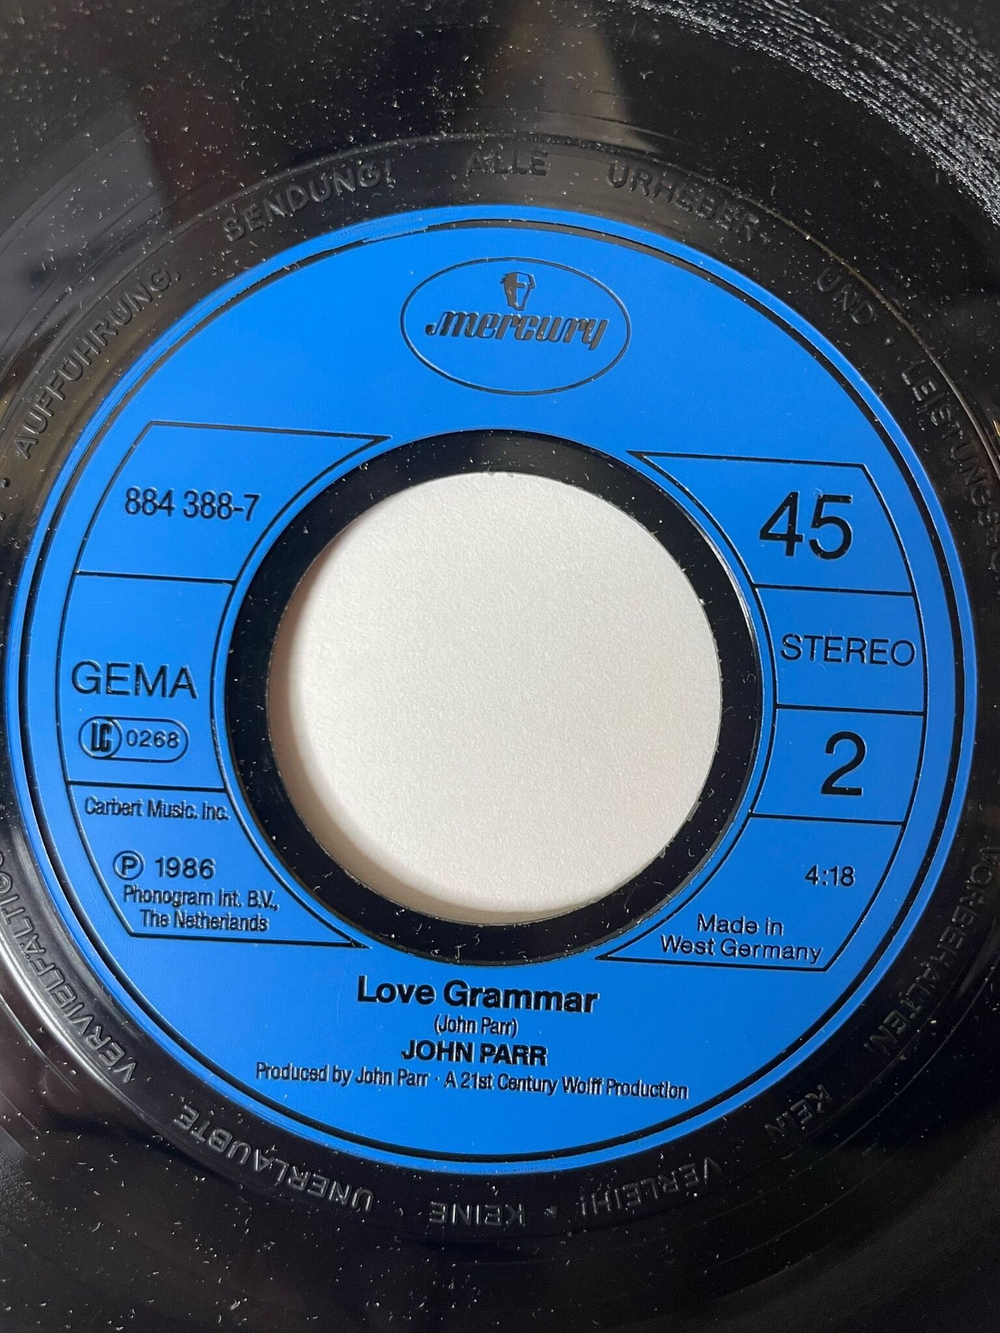 ALLE URHEBER- UND LEISTUNGSSCHUTZRECHTE VORBEHALTEN
KEIN VERLEIH! · KEINE UNERLAUBTE VERVIELFÄLTIGUNG, AUFFÜHRUNG, SENDUNG!
mercury
884 388-7
GEMA
LC 0268
Carbert Music. Inc.
Ⓟ 1986
Phonogram Int. B.V.,
The Netherlands
45
STEREO
2
4:18
Made in
West Germany
Love Grammar
(John Parr)
JOHN PARR
Produced by John Parr · A 21st Century Wolff Production